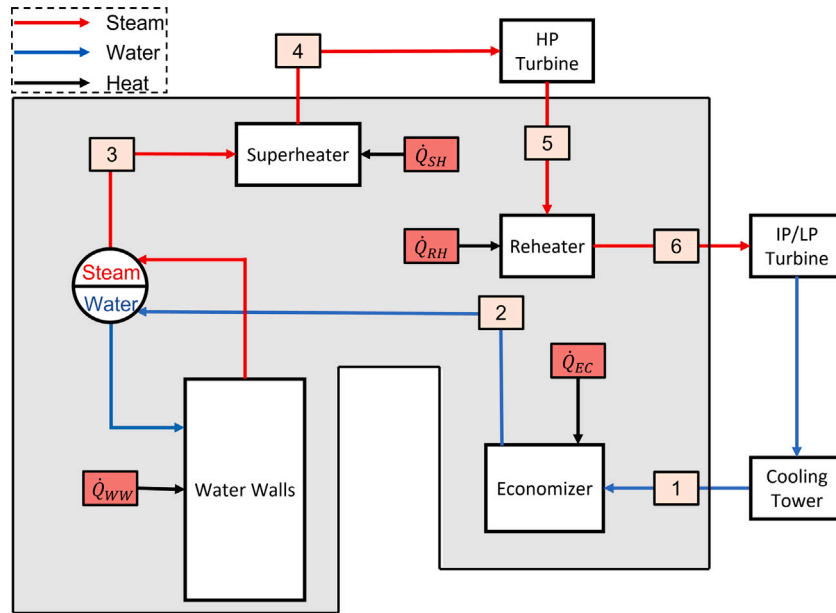 Steam
Water
Heat
4
HP
Turbine
3
Superheater
Q̇SH
5
Q̇RH
Reheater
6
IP/LP
Turbine
Steam
Water
2
Q̇EC
Q̇WW
Water Walls
Economizer
1
Cooling
Tower